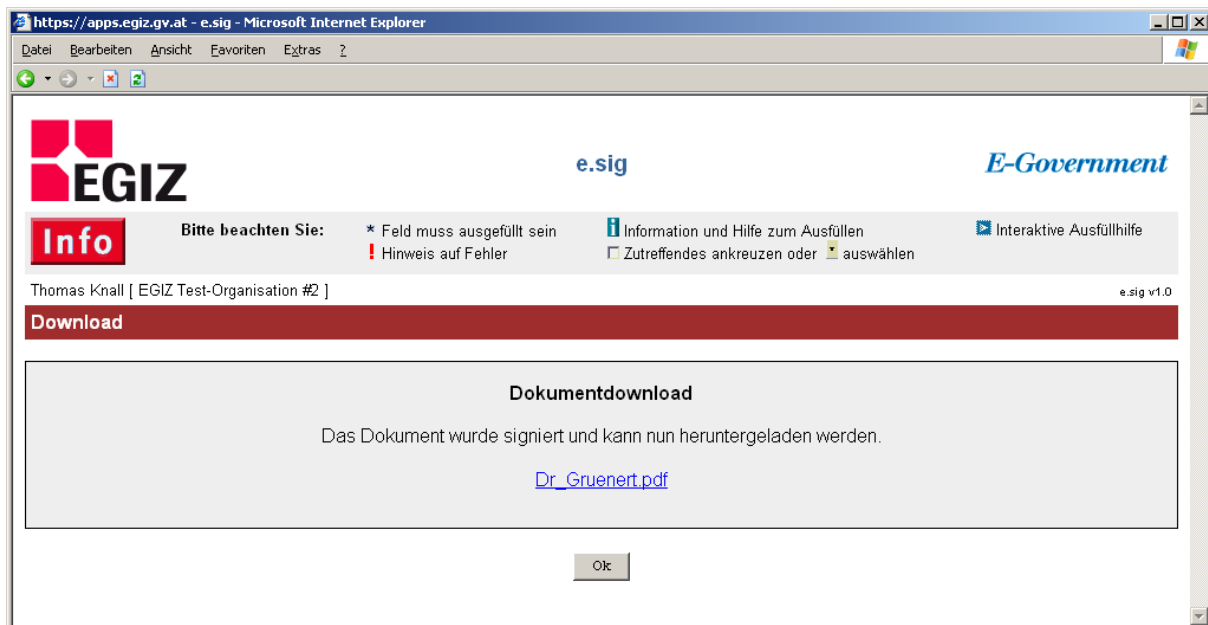 https://apps.egiz.gv.at - e.sig - Microsoft Internet Explorer
Datei Bearbeiten Ansicht Favoriten Extras ?
EGIZ
e.sig
E-Government
Info
Bitte beachten Sie:
* Feld muss ausgefüllt sein
! Hinweis auf Fehler
i Information und Hilfe zum Ausfüllen
Zutreffendes ankreuzen oder auswählen
Interaktive Ausfüllhilfe
Thomas Knall [ EGIZ Test-Organisation #2 ]
e.sig v1.0
Download
Dokumentdownload
Das Dokument wurde signiert und kann nun heruntergeladen werden.
Dr_Gruenert.pdf
Ok